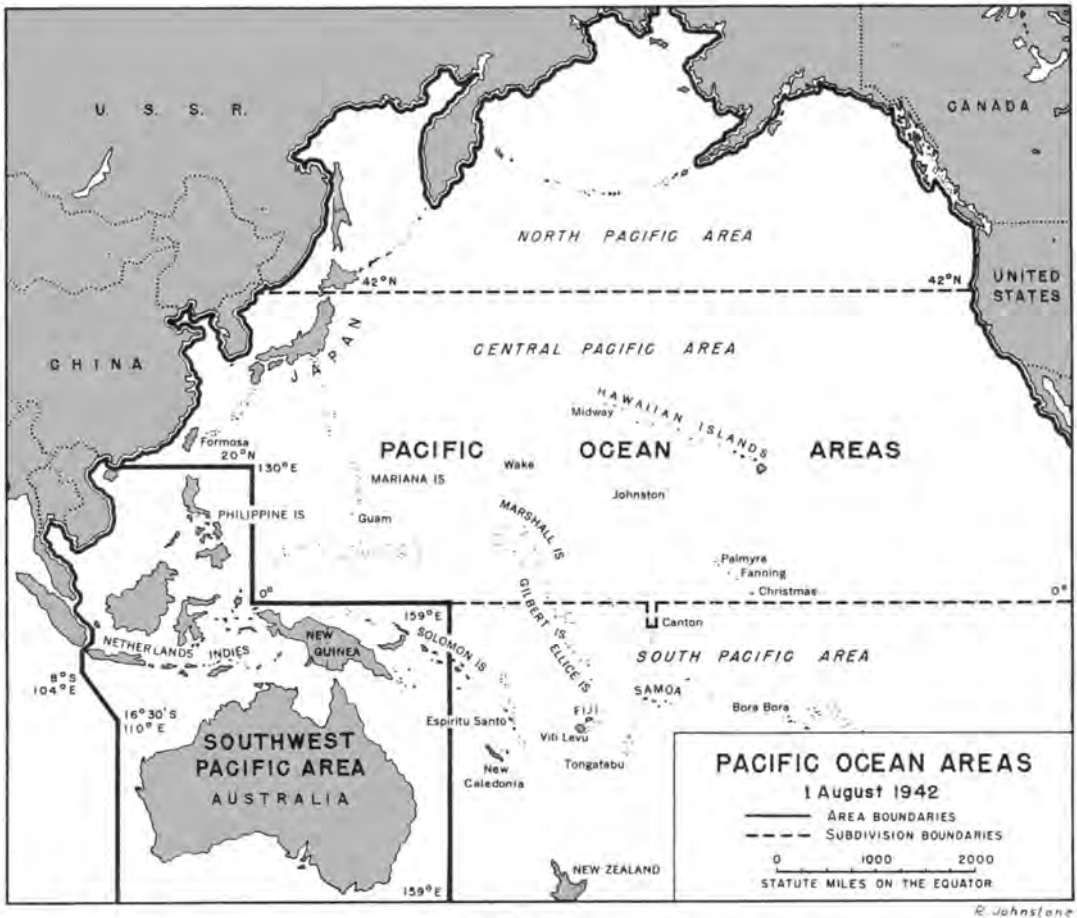 U. S. S. R.
CANADA
NORTH PACIFIC AREA
42°N
42°N
UNITED
STATES
CHINA
JAPAN
CENTRAL PACIFIC AREA
HAWAIIAN ISLANDS
Midway
Formosa
20°N
130°E
PACIFIC OCEAN AREAS
MARIANA IS
Wake
Johnston
PHILIPPINE IS
Guam
MARSHALL IS
Palmyra
Fanning
Christmas
0°
159°E
0°
GILBERT IS
Canton
NETHERLANDS INDIES
NEW
GUINEA
SOLOMON IS
ELLICE IS
SOUTH PACIFIC AREA
8°S
104°E
SAMOA
16°30'S
110°E
Espiritu Santo
FIJI
Bora Bora
Viti Levu
SOUTHWEST
PACIFIC AREA
AUSTRALIA
New
Caledonia
Tongatabu
PACIFIC OCEAN AREAS
1 August 1942
AREA BOUNDARIES
SUBDIVISION BOUNDARIES
0 1000 2000
STATUTE MILES ON THE EQUATOR
NEW ZEALAND
159°E
R. Johnstone